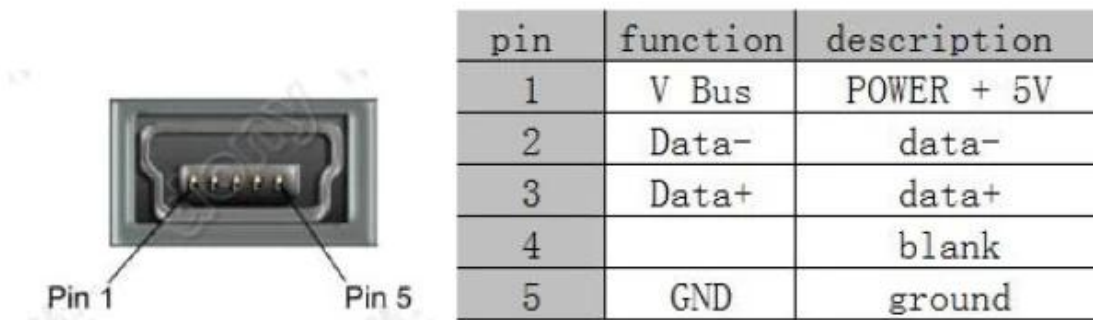 pin function description
1 V Bus POWER + 5V
2 Data- data-
3 Data+ data+
4 blank
5 GND ground
Pin 1 Pin 5